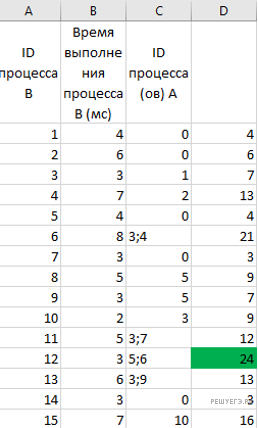 A B C D
ID процесса B Время выполнения процесса B (мс) ID процесса (ов) A
1 4 0 4
2 6 0 6
3 3 1 7
4 7 2 13
5 4 0 4
6 8 3;4 21
7 3 0 3
8 5 5 9
9 3 5 7
10 2 3 9
11 5 3;7 12
12 3 5;6 24
13 6 3;9 13
14 3 0 3
РЕШУЕГЭ.РФ
15 7 10 16